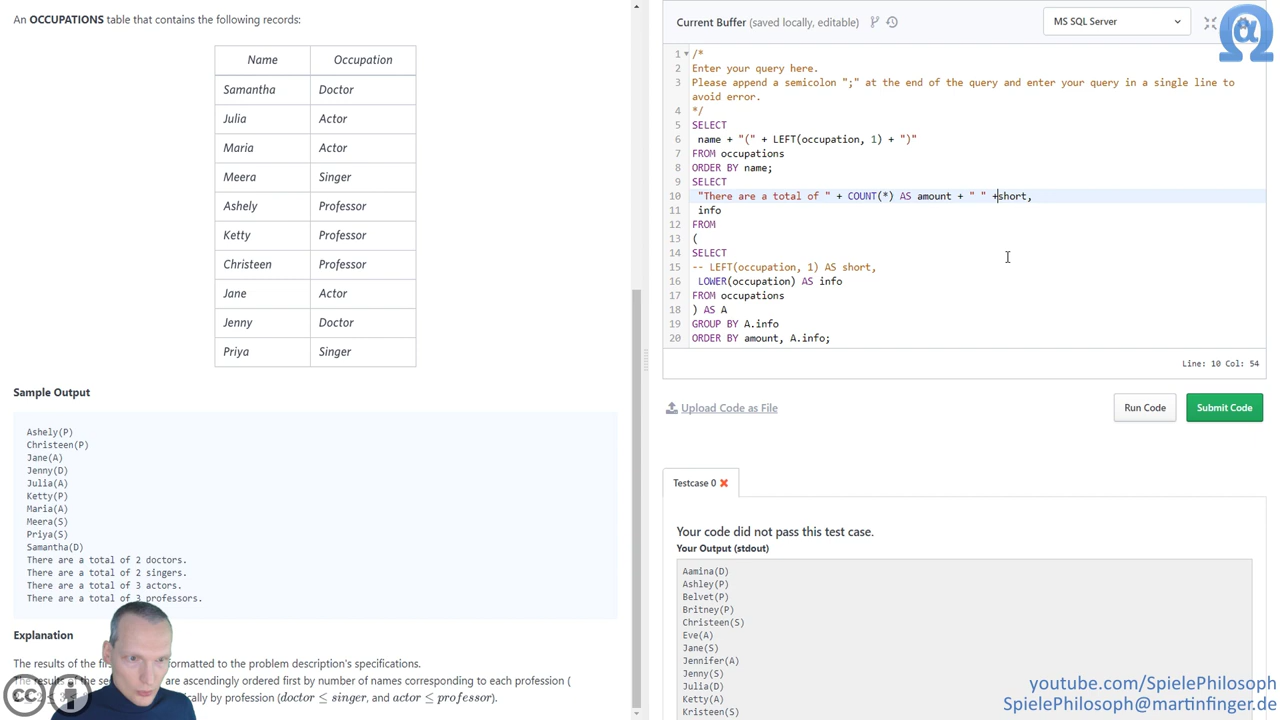 An OCCUPATIONS table that contains the following records:
Name Occupation
Samantha Doctor
Julia Actor
Maria Actor
Meera Singer
Ashely Professor
Ketty Professor
Christeen Professor
Jane Actor
Jenny Doctor
Priya Singer
Sample Output
Ashely(P)
Christeen(P)
Jane(A)
Jenny(D)
Julia(A)
Ketty(P)
Maria(A)
Meera(S)
Priya(S)
Samantha(D)
There are a total of 2 doctors.
There are a total of 2 singers.
There are a total of 3 actors.
There are a total of 3 professors.
Explanation
The results of the formatted to the problem description's specifications.
The results of the are ascendingly ordered first by number of names corresponding to each profession (
by profession (doctor ≤ singer, and actor ≤ professor).
Current Buffer (saved locally, editable)
MS SQL Server
1 /*
2 Enter your query here.
3 Please append a semicolon ";" at the end of the query and enter your query in a single line to
avoid error.
4 */
5 SELECT
6 name + "(" + LEFT(occupation, 1) + ")"
7 FROM occupations
8 ORDER BY name;
9 SELECT
10 "There are a total of " + COUNT(*) AS amount + " " +short,
11 info
12 FROM
13 (
14 SELECT
15 -- LEFT(occupation, 1) AS short,
16 LOWER(occupation) AS info
17 FROM occupations
18 ) AS A
19 GROUP BY A.info
20 ORDER BY amount, A.info;
Line: 10 Col: 54
Upload Code as File
Run Code
Submit Code
Testcase 0
Your code did not pass this test case.
Your Output (stdout)
Aamina(D)
Ashley(P)
Belvet(P)
Britney(P)
Christeen(S)
Eve(A)
Jane(S)
Jennifer(A)
Jenny(S)
Julia(D)
Ketty(A)
Kristeen(S)
youtube.com/SpielePhilosoph
SpielePhilosoph@martinfinger.de